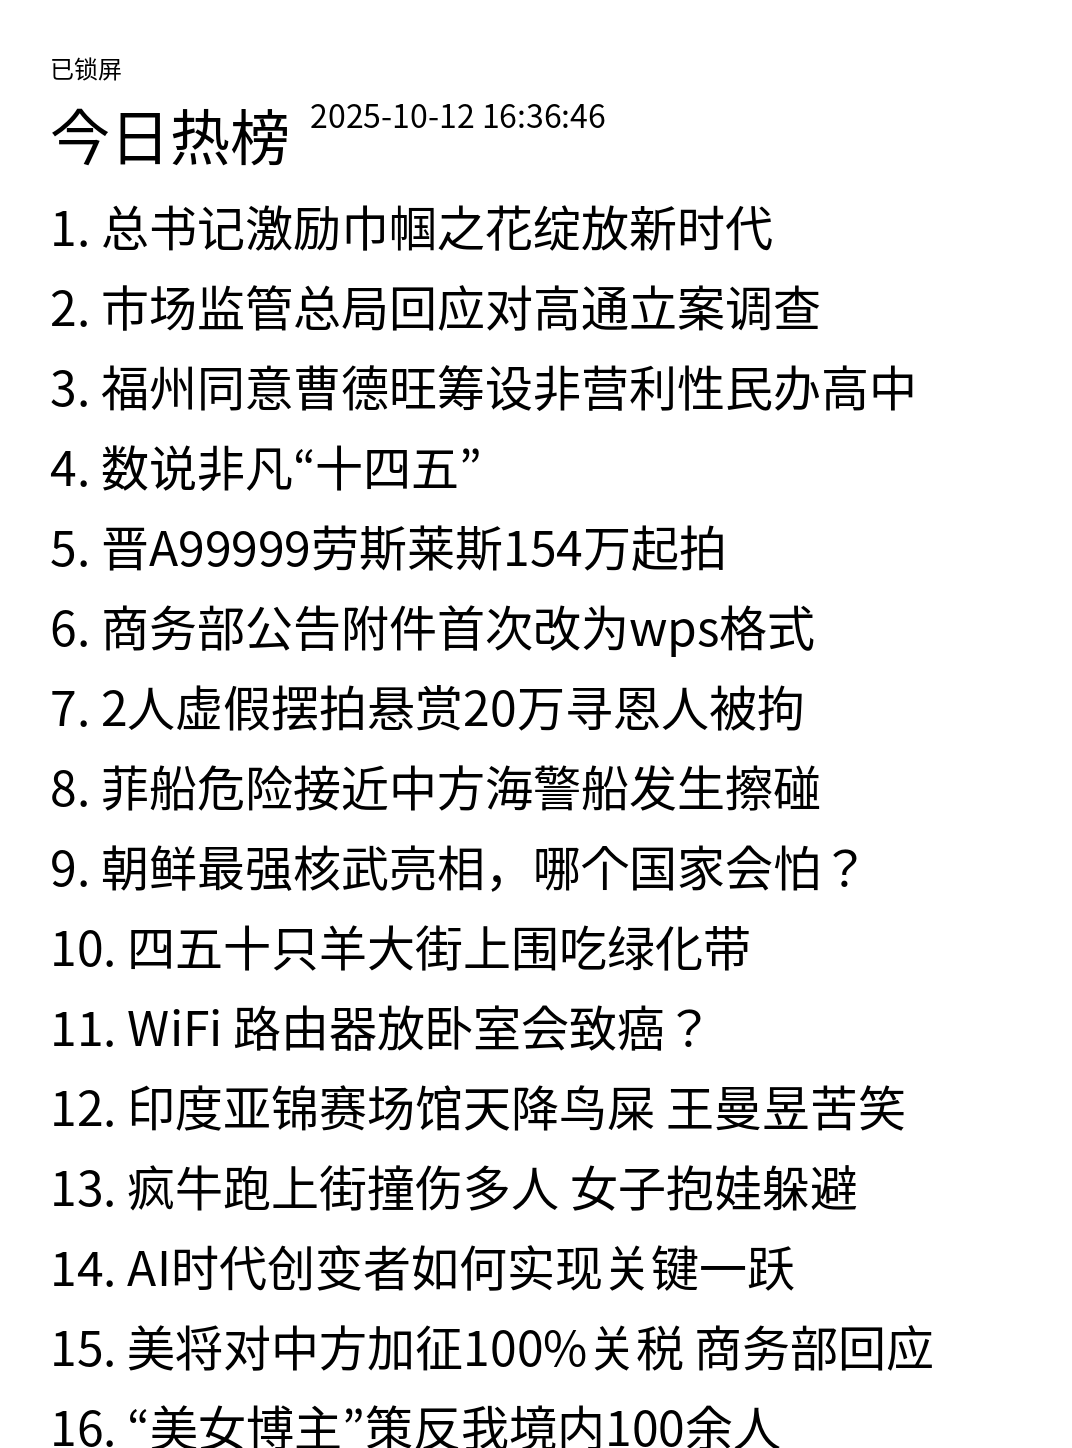 已锁屏
今日热榜 2025-10-12 16:36:46
1. 总书记激励巾帼之花绽放新时代
2. 市场监管总局回应对高通立案调查
3. 福州同意曹德旺筹设非营利性民办高中
4. 数说非凡“十四五”
5. 晋A99999劳斯莱斯154万起拍
6. 商务部公告附件首次改为wps格式
7. 2人虚假摆拍悬赏20万寻恩人被拘
8. 菲船危险接近中方海警船发生擦碰
9. 朝鲜最强核武亮相，哪个国家会怕？
10. 四五十只羊大街上围吃绿化带
11. WiFi 路由器放卧室会致癌？
12. 印度亚锦赛场馆天降鸟屎 王曼昱苦笑
13. 疯牛跑上街撞伤多人 女子抱娃躲避
14. AI时代创变者如何实现关键一跃
15. 美将对中方加征100%关税 商务部回应
16. “美女博主”策反我境内100余人